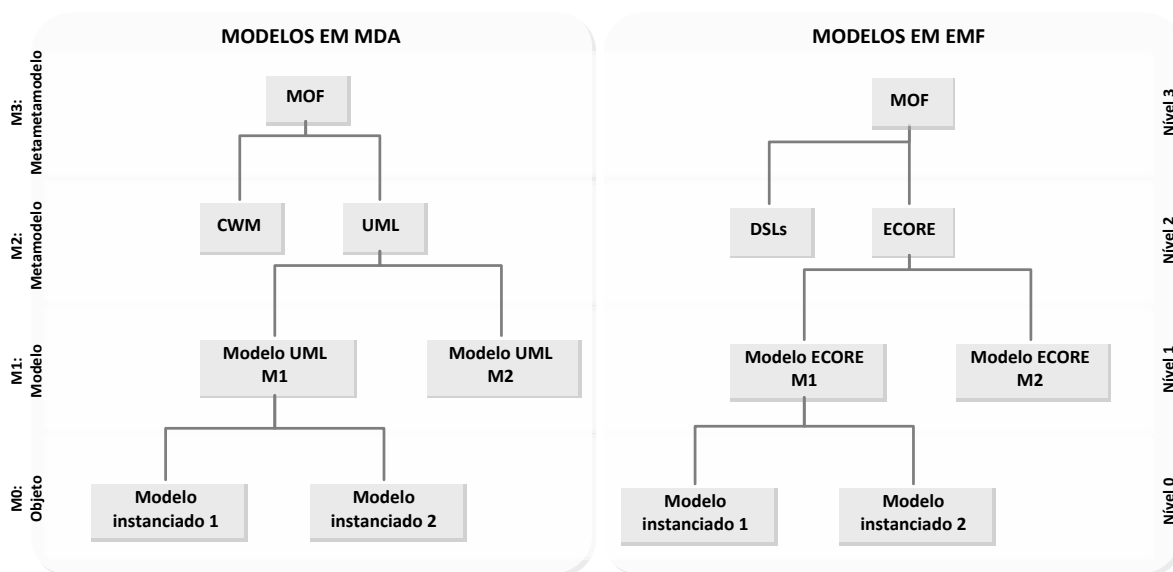 MODELOS EM MDA
M3:
Metametamodelo
MOF
M2:
Metamodelo
CWM
UML
M1:
Modelo
Modelo UML
M1
Modelo UML
M2
M0:
Objeto
Modelo
instanciado 1
Modelo
instanciado 2
MODELOS EM EMF
MOF
Nível 3
DSLs
ECORE
Nível 2
Modelo ECORE
M1
Modelo ECORE
M2
Nível 1
Modelo
instanciado 1
Modelo
instanciado 2
Nível 0